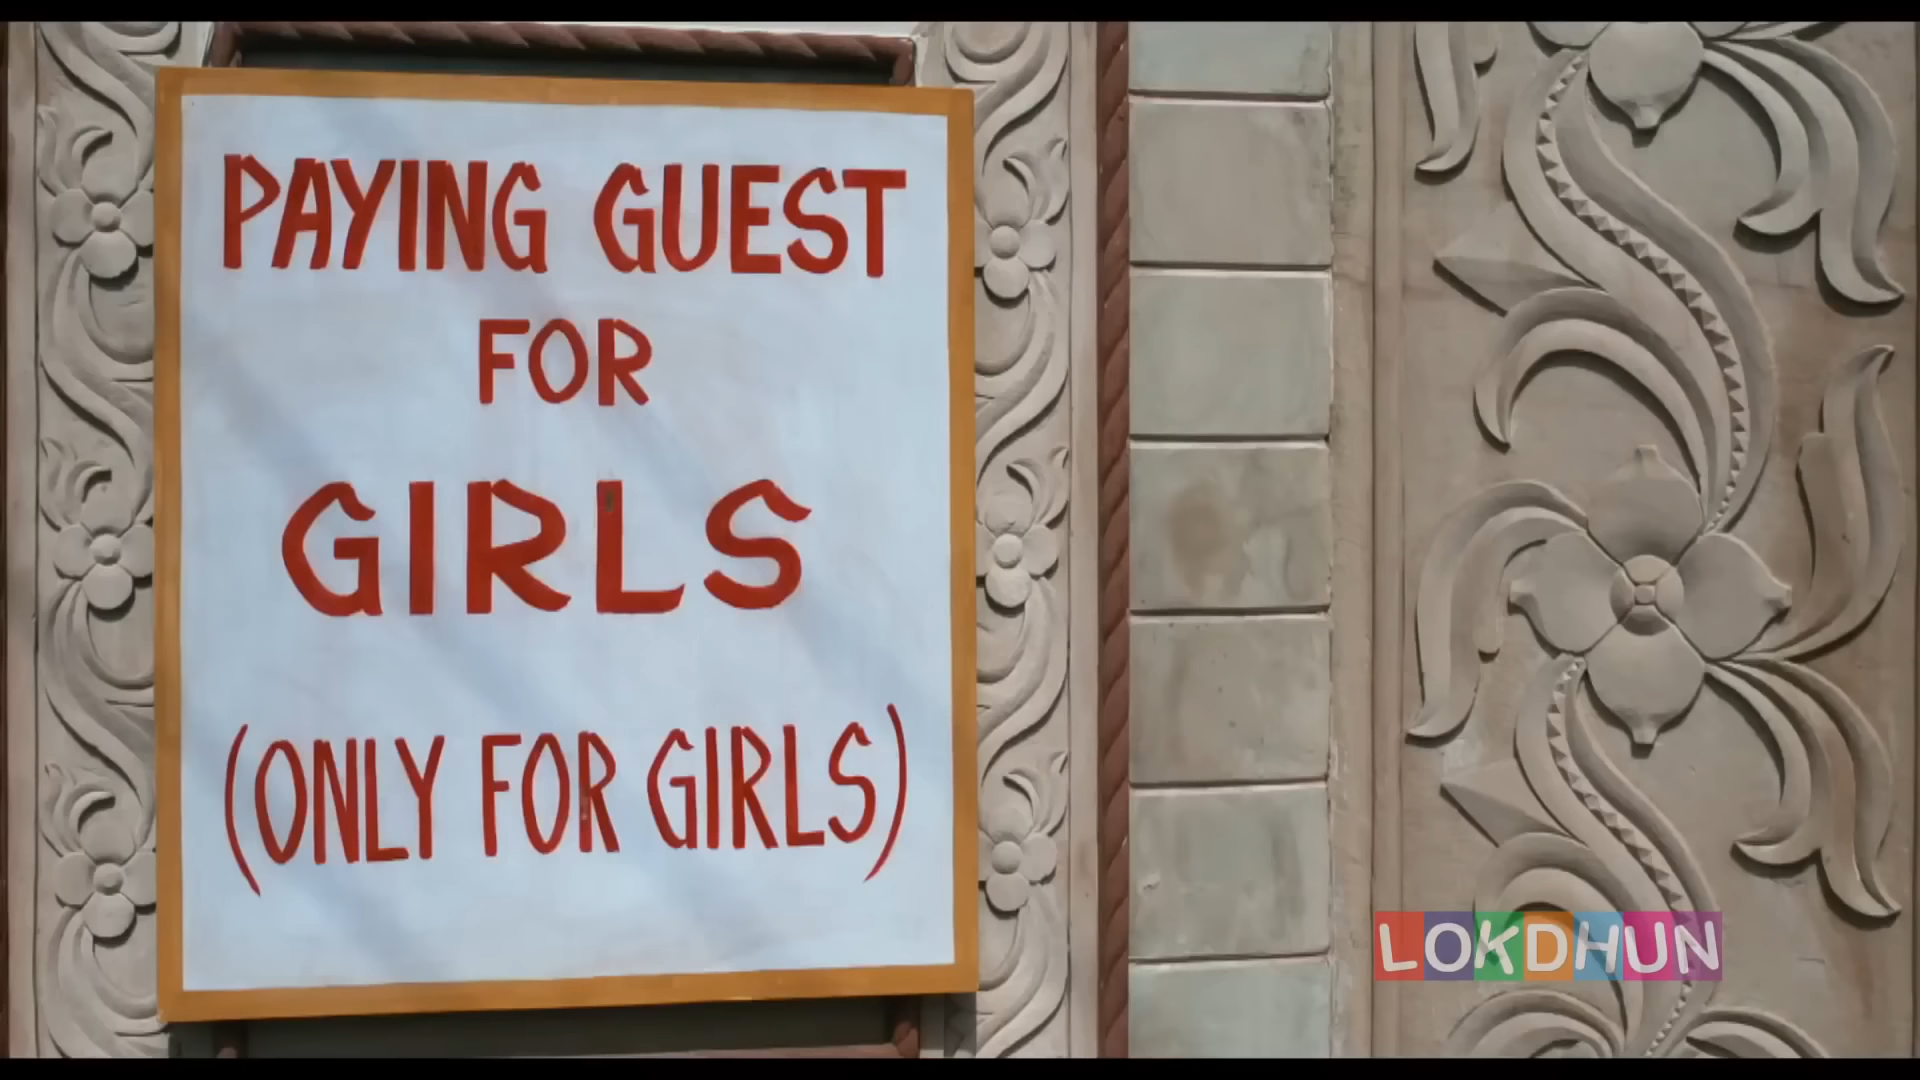 PAYING GUEST
FOR
GIRLS
(ONLY FOR GIRLS)
LOKDHUN